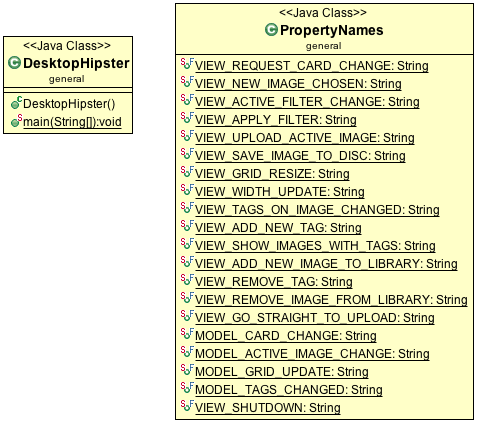 <<Java Class>>
DesktopHipster
general
DesktopHipster()
main(String[]):void
<<Java Class>>
PropertyNames
general
VIEW_REQUEST_CARD_CHANGE: String
VIEW_NEW_IMAGE_CHOSEN: String
VIEW_ACTIVE_FILTER_CHANGE: String
VIEW_APPLY_FILTER: String
VIEW_UPLOAD_ACTIVE_IMAGE: String
VIEW_SAVE_IMAGE_TO_DISC: String
VIEW_GRID_RESIZE: String
VIEW_WIDTH_UPDATE: String
VIEW_TAGS_ON_IMAGE_CHANGED: String
VIEW_ADD_NEW_TAG: String
VIEW_SHOW_IMAGES_WITH_TAGS: String
VIEW_ADD_NEW_IMAGE_TO_LIBRARY: String
VIEW_REMOVE_TAG: String
VIEW_REMOVE_IMAGE_FROM_LIBRARY: String
VIEW_GO_STRAIGHT_TO_UPLOAD: String
MODEL_CARD_CHANGE: String
MODEL_ACTIVE_IMAGE_CHANGE: String
MODEL_GRID_UPDATE: String
MODEL_TAGS_CHANGED: String
VIEW_SHUTDOWN: String